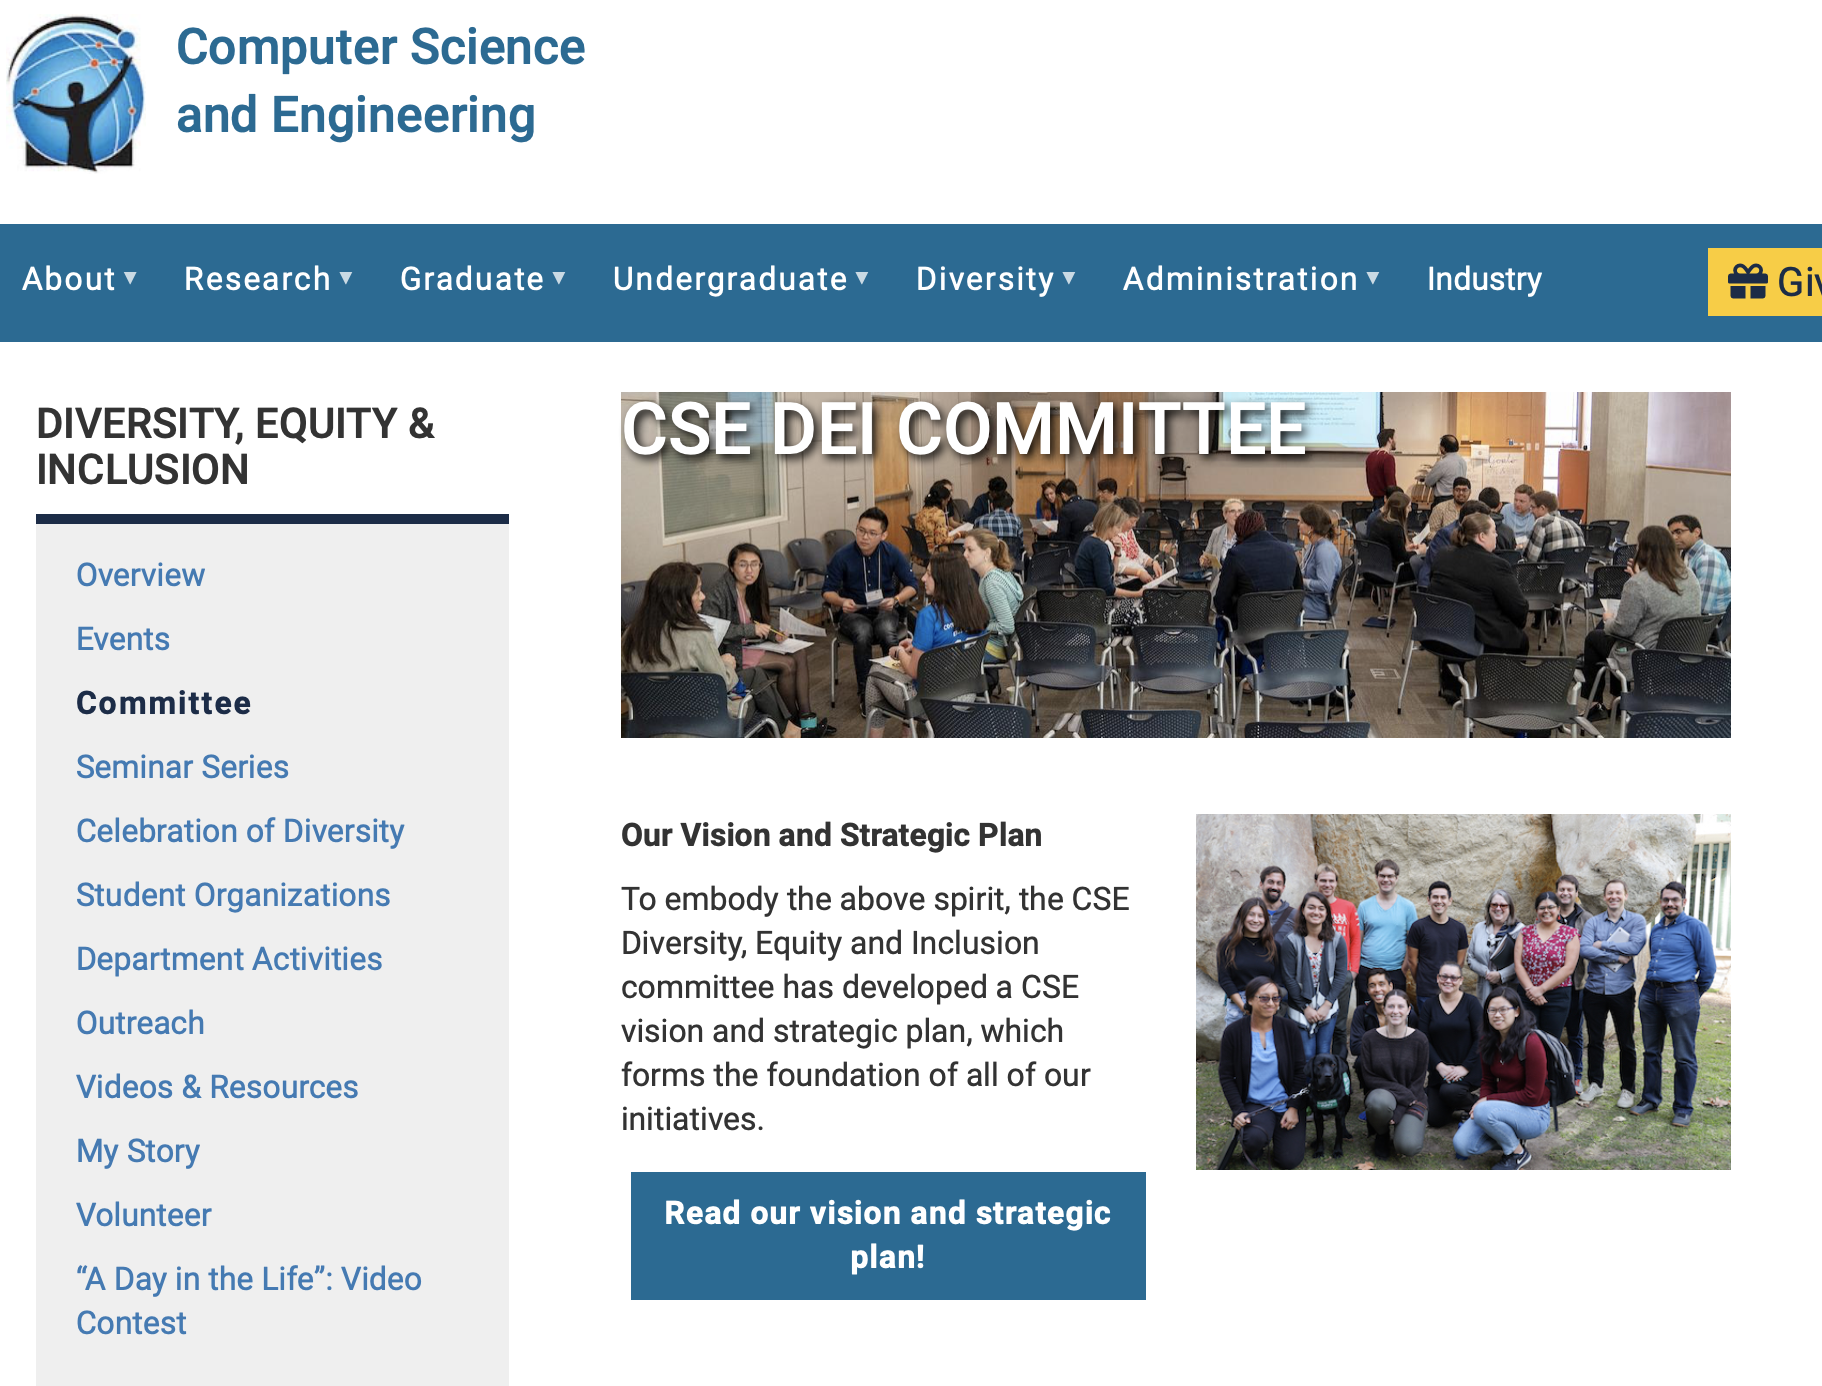 Computer Science
and Engineering
About ▼
Research ▼
Graduate ▼
Undergraduate ▼
Diversity ▼
Administration ▼
Industry
Giv
DIVERSITY, EQUITY &
INCLUSION
Overview
Events
Committee
Seminar Series
Celebration of Diversity
Student Organizations
Department Activities
Outreach
Videos & Resources
My Story
Volunteer
“A Day in the Life”: Video
Contest
CSE DEI COMMITTEE
Our Vision and Strategic Plan
To embody the above spirit, the CSE
Diversity, Equity and Inclusion
committee has developed a CSE
vision and strategic plan, which
forms the foundation of all of our
initiatives.
Read our vision and strategic
plan!